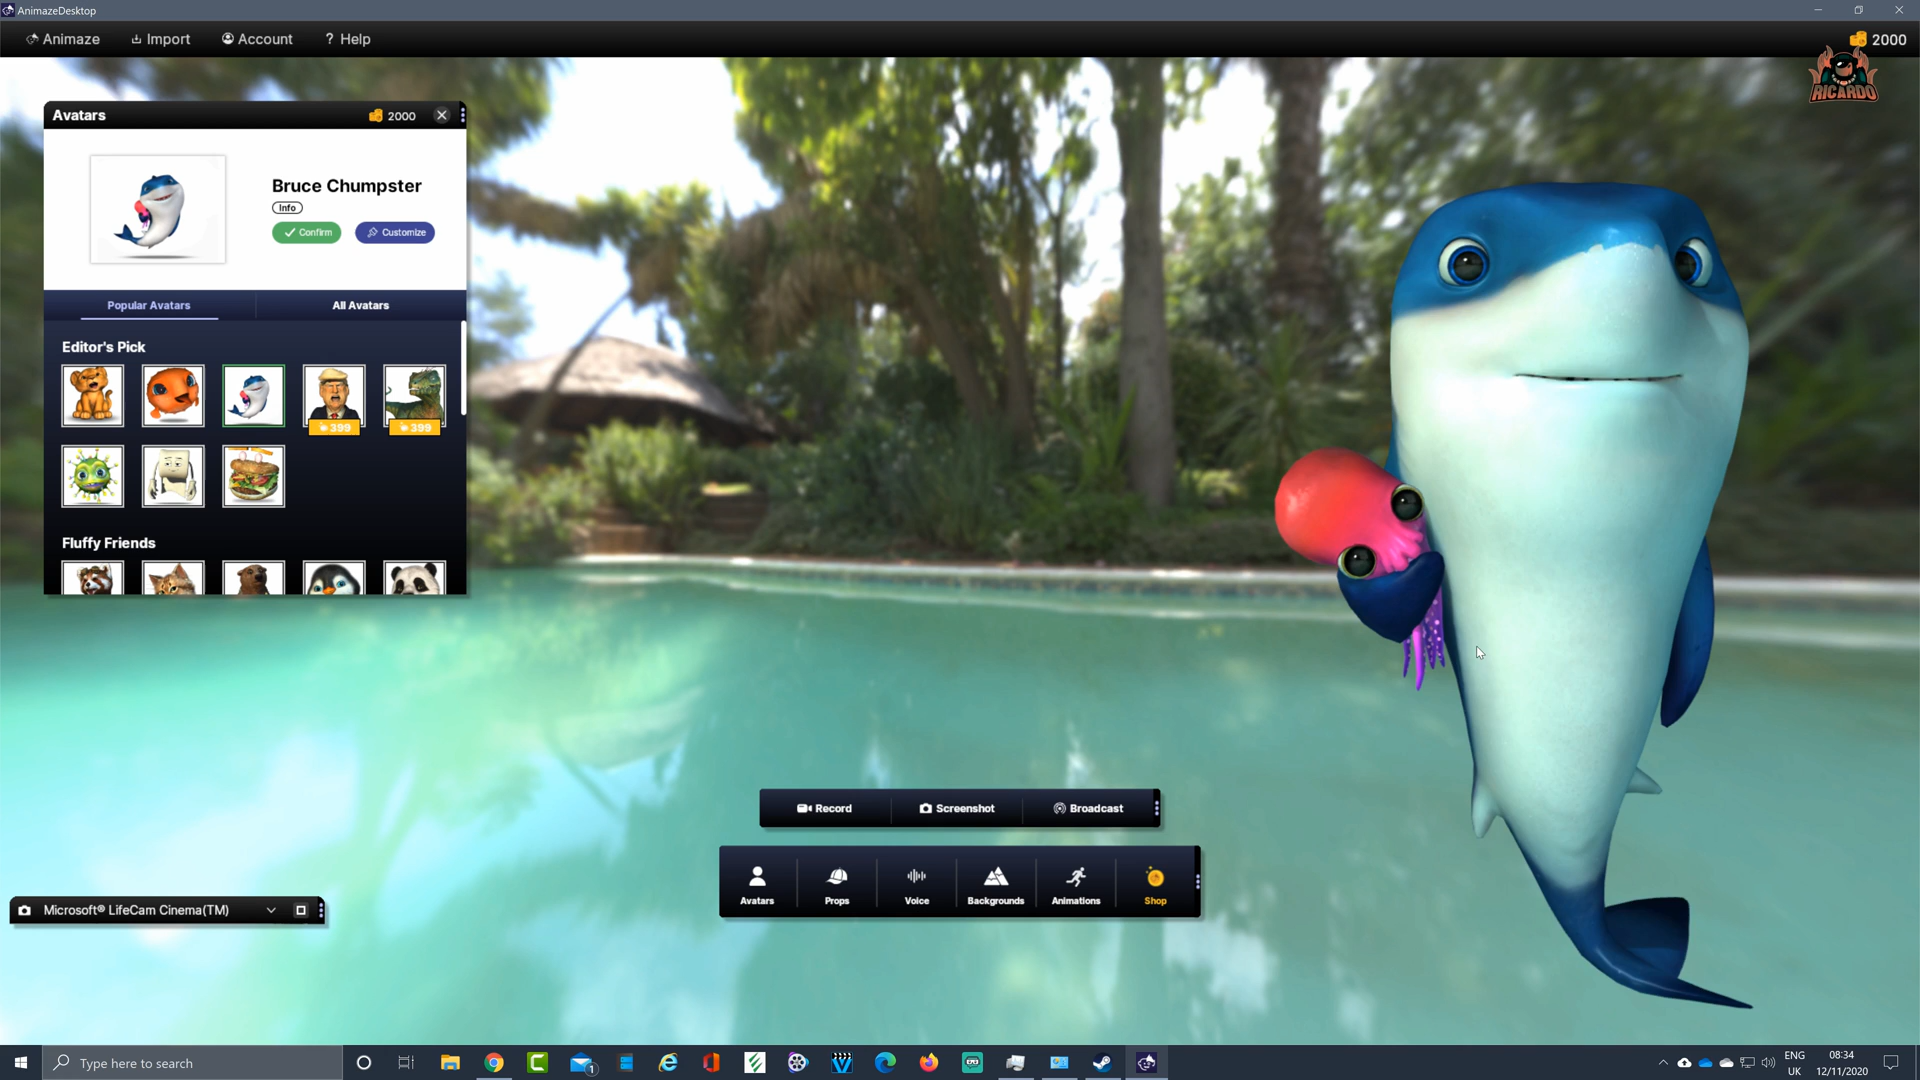 AnimazeDesktop
Animaze
Import
Account
? Help
2000
RICARDO
Avatars
2000
Bruce Chumpster
Info
Confirm
Customize
Popular Avatars
All Avatars
Editor's Pick
399
399
Fluffy Friends
Record
Screenshot
Broadcast
Avatars
Props
Voice
Backgrounds
Animations
Shop
Microsoft® LifeCam Cinema(TM)
Type here to search
1
ENG
UK
08:34
12/11/2020